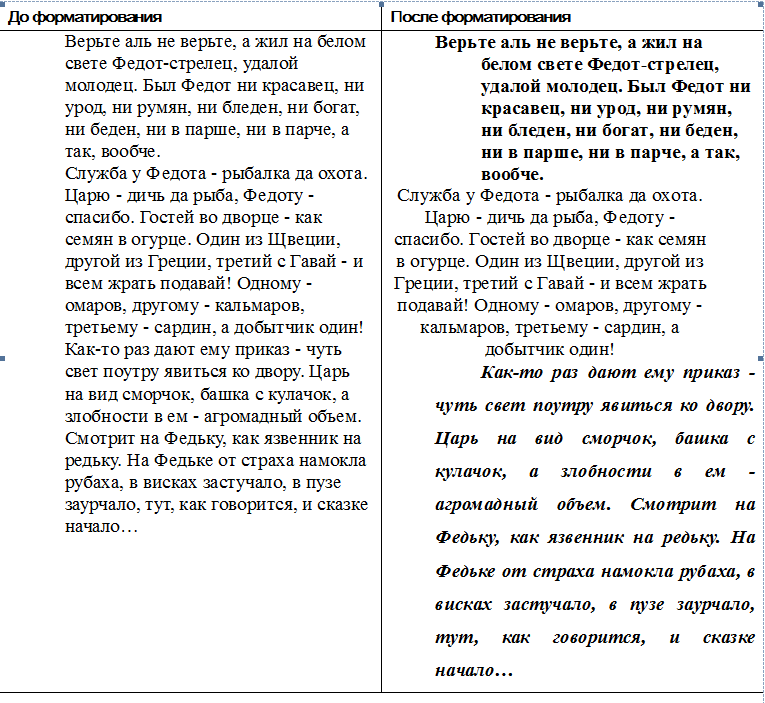 До форматирования
Верьте аль не верьте, а жил на белом
свете Федот-стрелец, удалой
молодец. Был Федот ни красавец, ни
урод, ни румян, ни бледен, ни богат,
ни беден, ни в парше, ни в парче, а
так, вообче.
Служба у Федота - рыбалка да охота.
Царю - дичь да рыба, Федоту -
спасибо. Гостей во дворце - как
семян в огурце. Один из Щвеции,
другой из Греции, третий с Гавай - и
всем жрать подавай! Одному -
омаров, другому - кальмаров,
третьему - сардин, а добытчик один!
Как-то раз дают ему приказ - чуть
свет поутру явиться ко двору. Царь
на вид сморчок, башка с кулачок, а
злобности в ем - агромадный объем.
Смотрит на Федьку, как язвенник на
редьку. На Федьке от страха намокла
рубаха, в висках застучало, в пузе
заурчало, тут, как говорится, и сказке
начало…
После форматирования
Верьте аль не верьте, а жил на
белом свете Федот-стрелец,
удалой молодец. Был Федот ни
красавец, ни урод, ни румян,
ни бледен, ни богат, ни беден,
ни в парше, ни в парче, а так,
вообче.
Служба у Федота - рыбалка да охота.
Царю - дичь да рыба, Федоту -
спасибо. Гостей во дворце - как семян
в огурце. Один из Щвеции, другой из
Греции, третий с Гавай - и всем жрать
подавай! Одному - омаров, другому -
кальмаров, третьему - сардин, а
добытчик один!
Как-то раз дают ему приказ -
чуть свет поутру явиться ко двору.
Царь на вид сморчок, башка с
кулачок, а злобности в ем -
агромадный объем. Смотрит на
Федьку, как язвенник на редьку. На
Федьке от страха намокла рубаха, в
висках застучало, в пузе заурчало,
тут, как говорится, и сказке
начало…